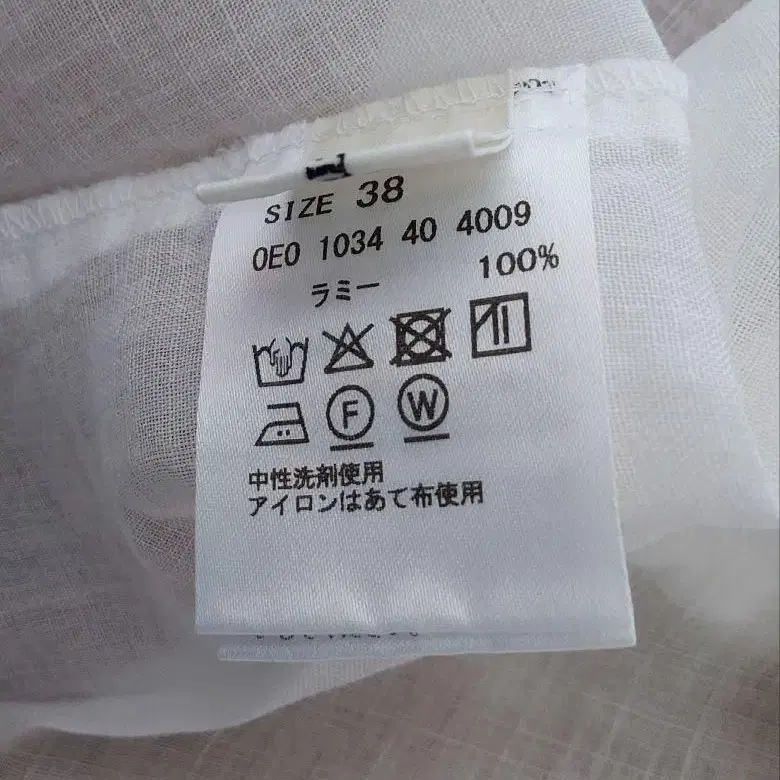 SIZE 38
0E0 1034 40 4009
ラミー 100%
F W
中性洗剤使用
アイロンはあて布使用